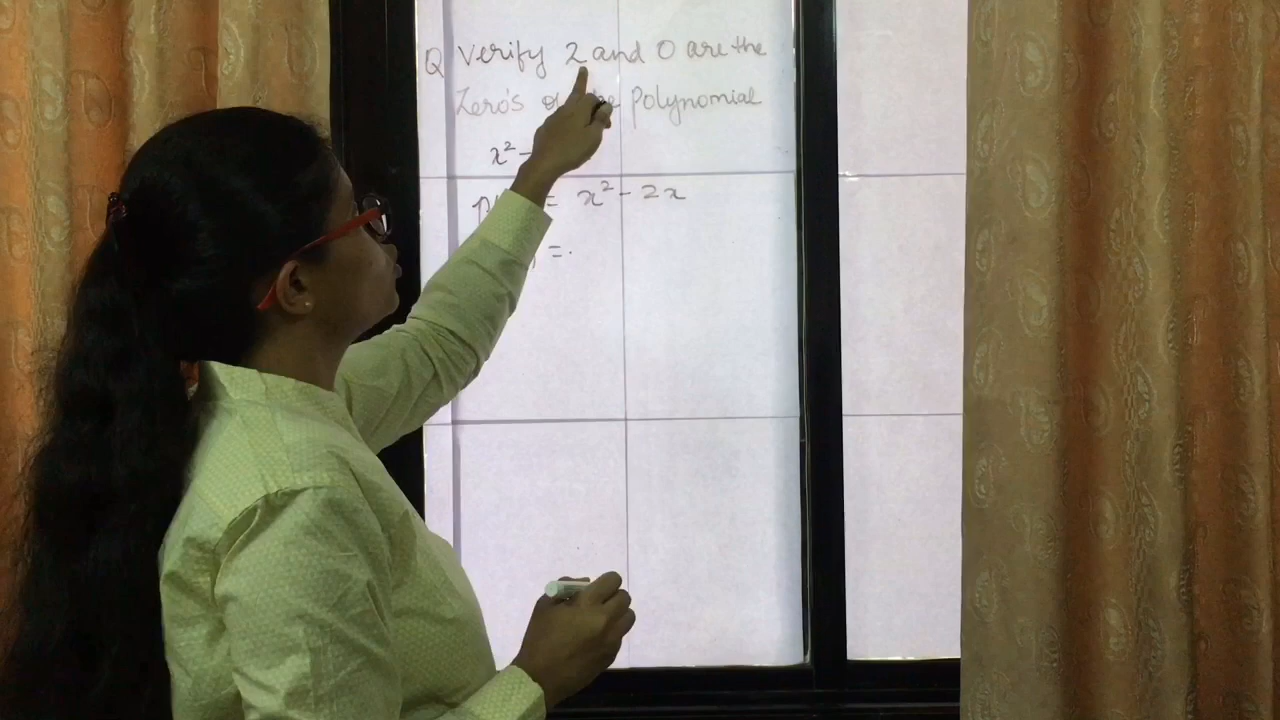 Q Verify 2 and 0 are the
Zero's polynomial
x² -
= x² - 2x
=